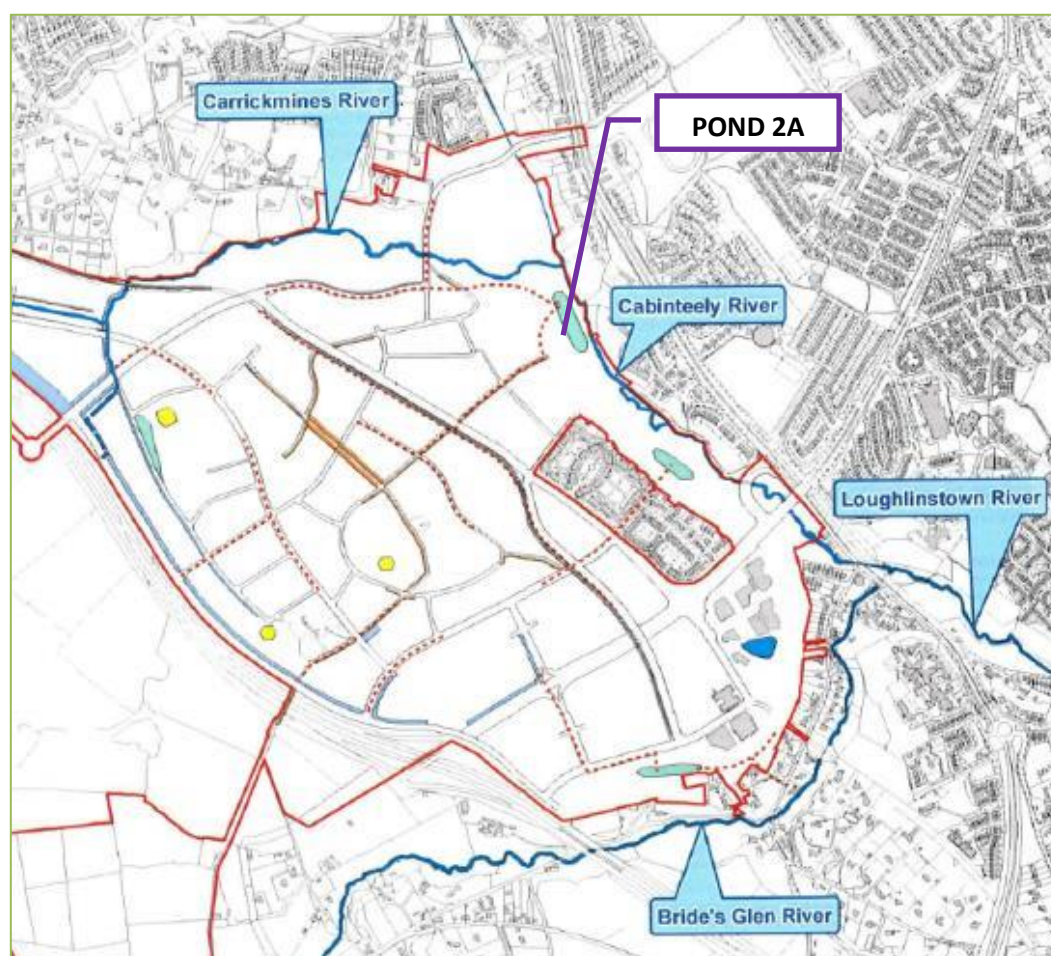 Carrickmines River
POND 2A
Cabinteely River
Loughlinstown River
Bride's Glen River